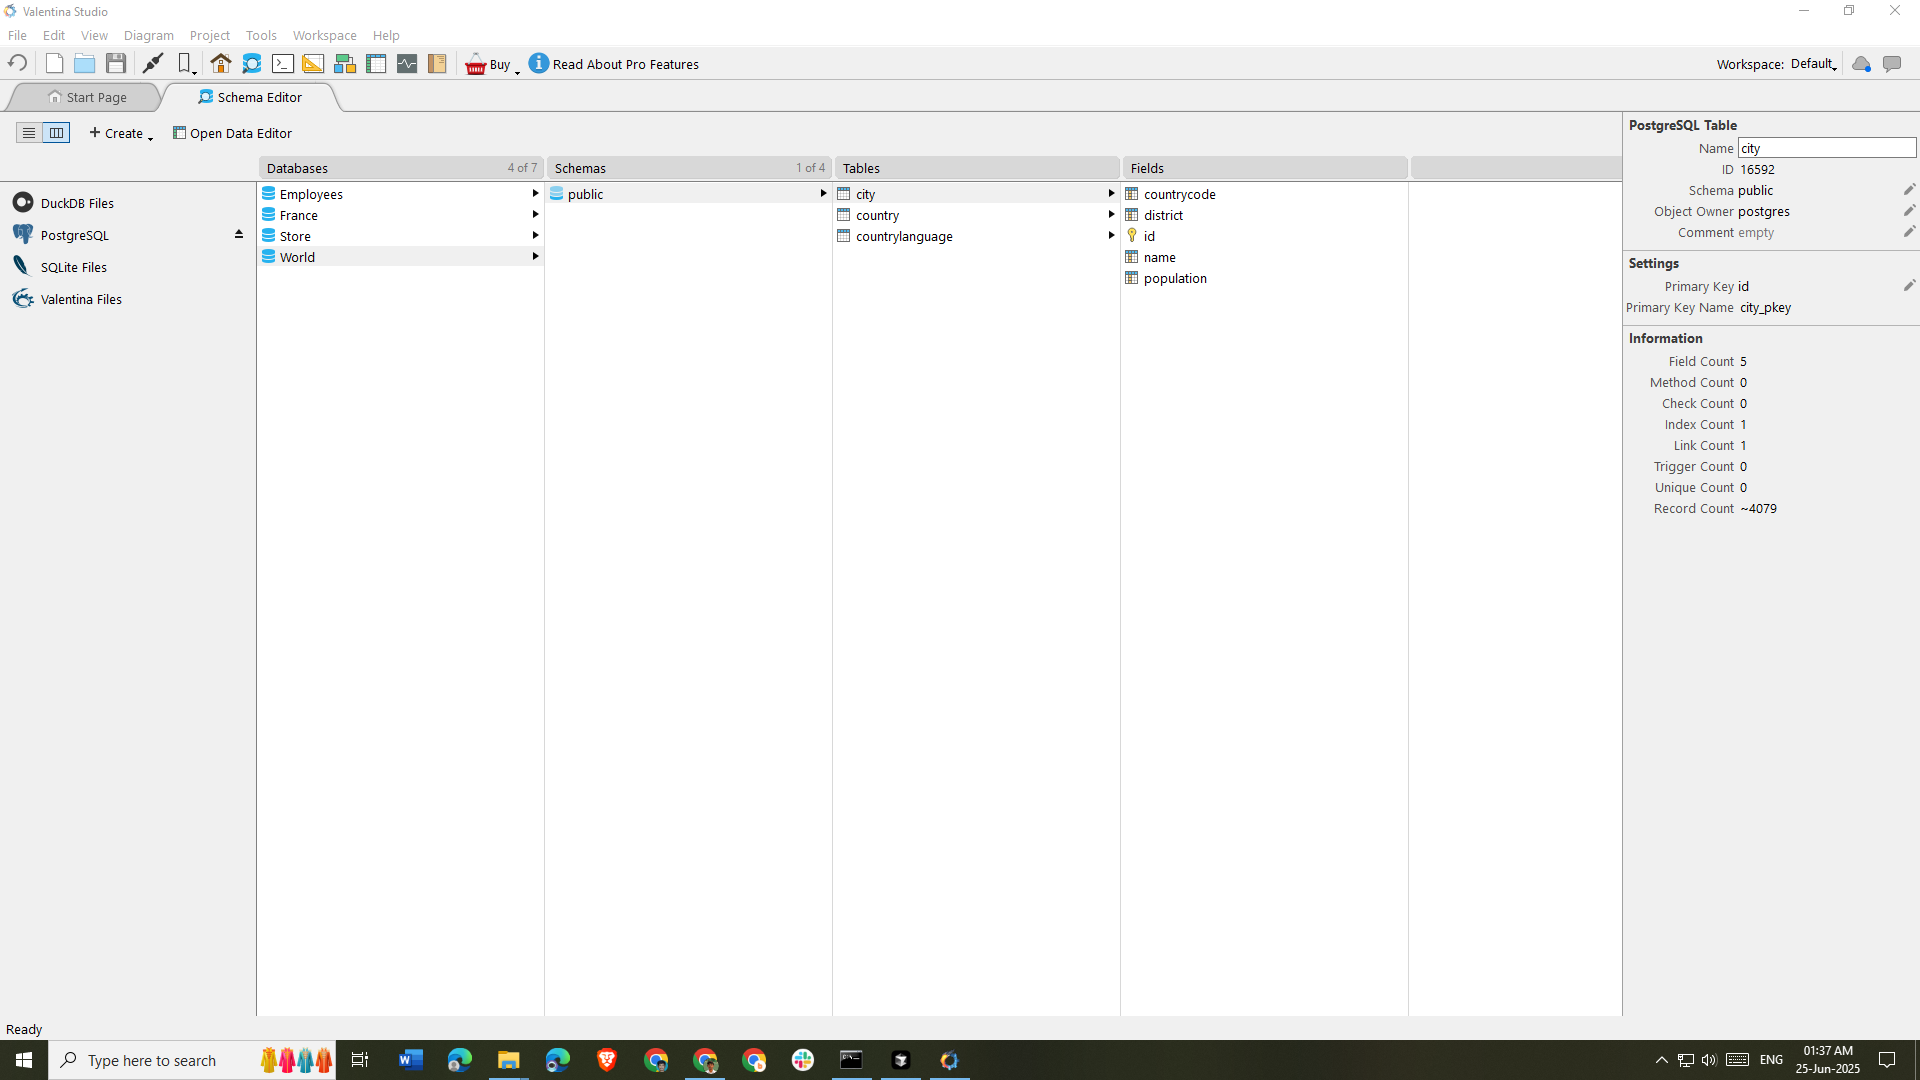 Valentina Studio
File Edit View Diagram Project Tools Workspace Help
Buy Read About Pro Features Workspace: Default
Start Page Schema Editor
+ Create Open Data Editor
Databases 4 of 7 Schemas 1 of 4 Tables Fields
DuckDB Files
PostgreSQL
SQLite Files
Valentina Files
Employees
France
Store
World
public
city
country
countrylanguage
countrycode
district
id
name
population
PostgreSQL Table
Name city
ID 16592
Schema public
Object Owner postgres
Comment empty
Settings
Primary Key id
Primary Key Name city_pkey
Information
Field Count 5
Method Count 0
Check Count 0
Index Count 1
Link Count 1
Trigger Count 0
Unique Count 0
Record Count ~4079
Ready
Type here to search
ENG
01:37 AM
25-Jun-2025